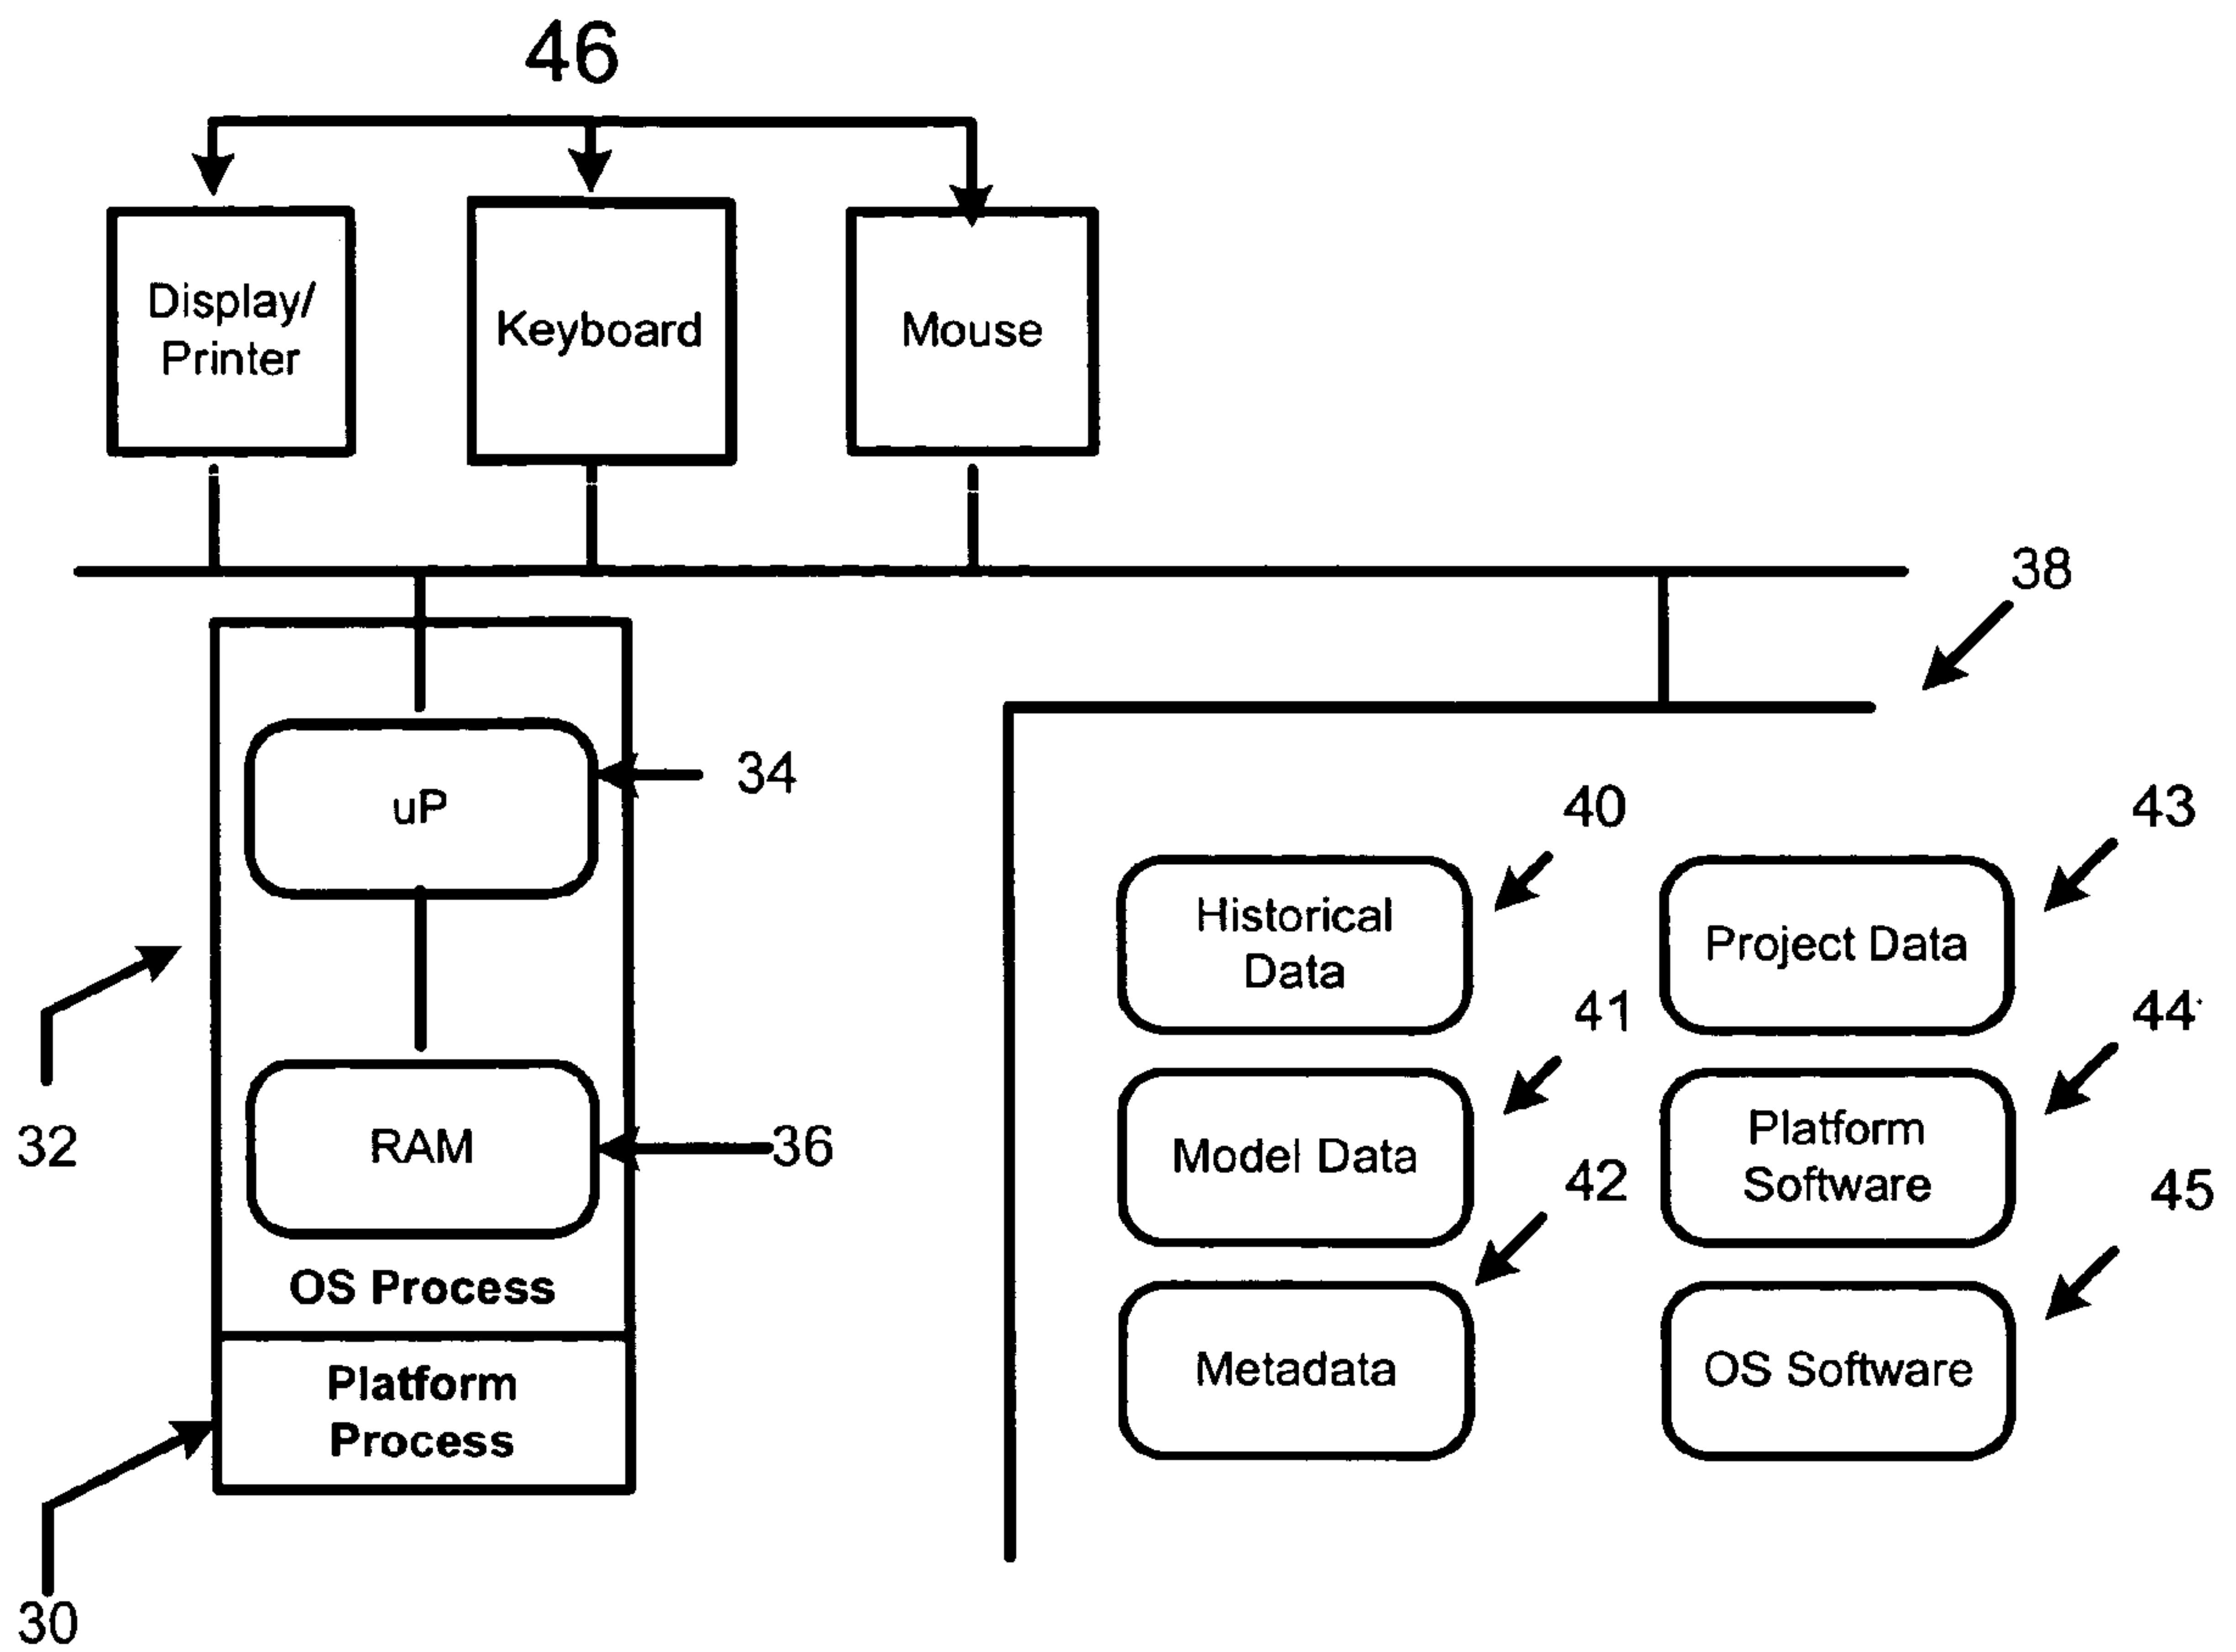 46
Display/
Printer
Keyboard
Mouse
38
34
uP
40
43
Historical
Data
Project Data
41
44
32
RAM
36
Model Data
Platform
Software
42
45
OS Process
Metadata
OS Software
Platform
Process
30